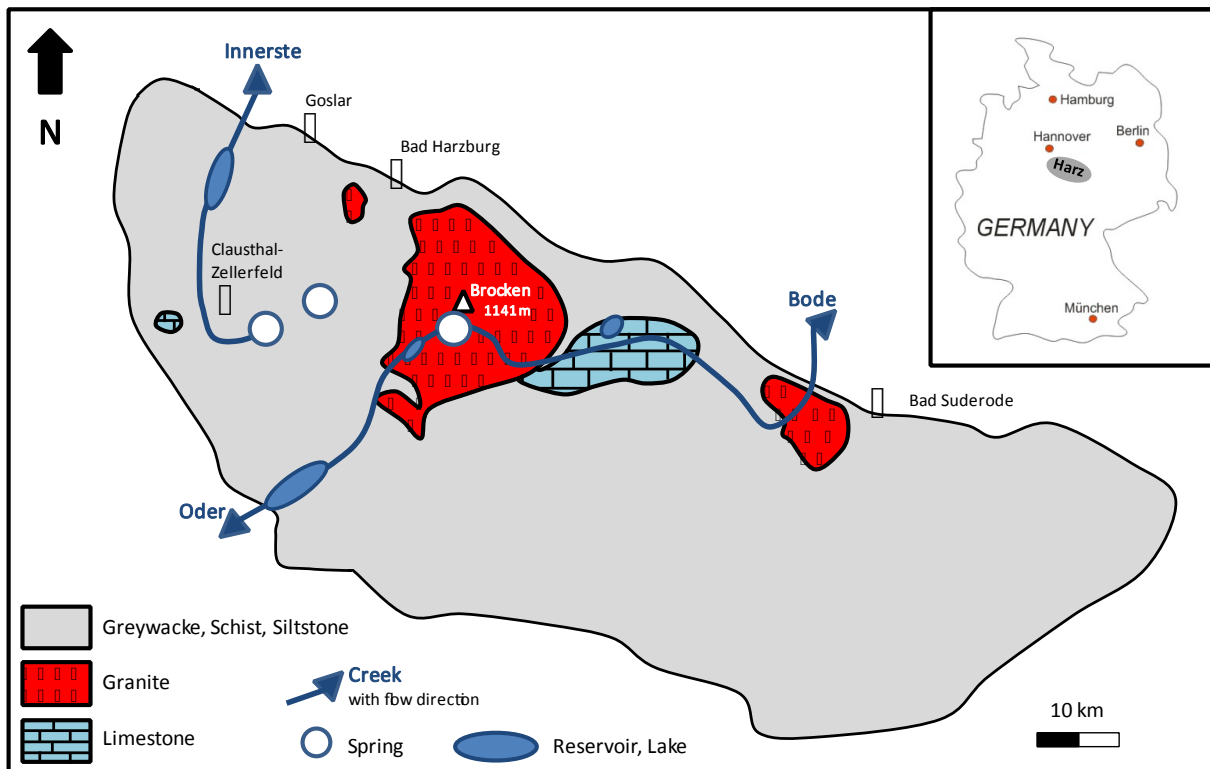 Innerste
Goslar
N
Bad Harzburg
Clausthal-
Zellerfeld
Brocken
1141m
Bode
Bad Suderode
Oder
Hamburg
Hannover
Berlin
Harz
GERMANY
München
Greywacke, Schist, Siltstone
Granite
Limestone
Creek
with flow direction
Spring
Reservoir, Lake
10 km